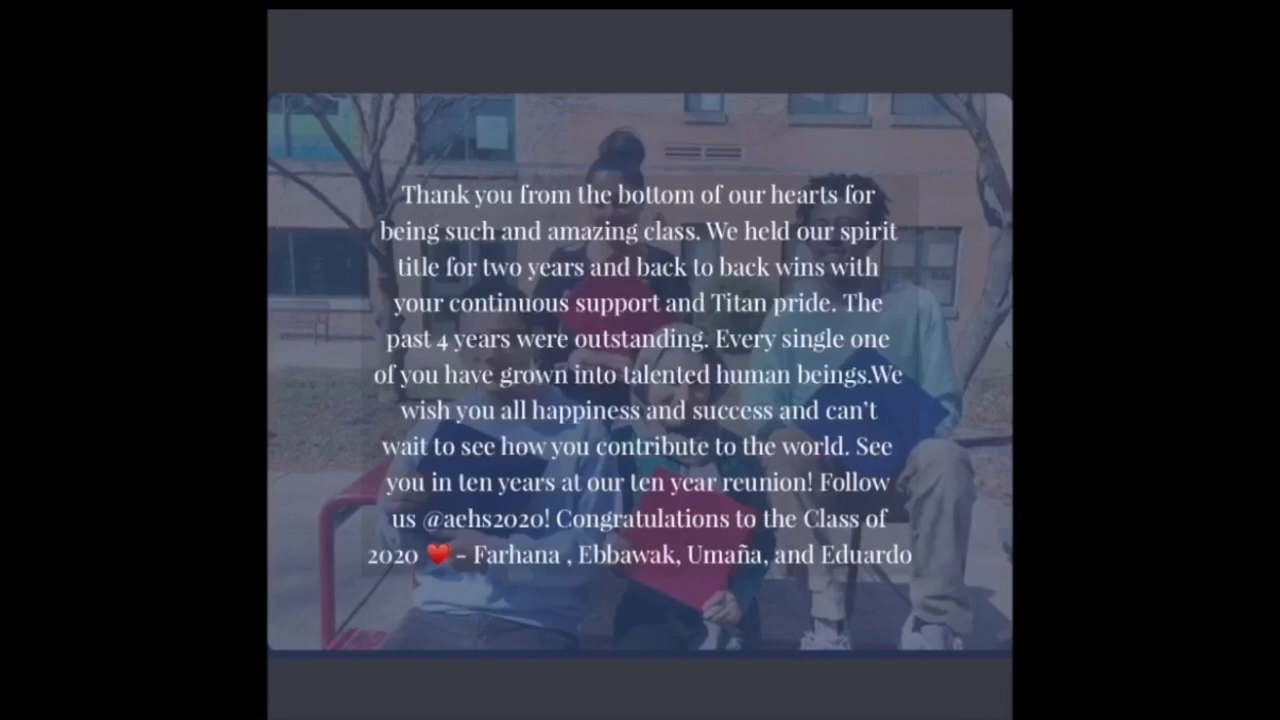 Thank you from the bottom of our hearts for
being such and amazing class. We held our spirit
title for two years and back to back wins with
your continuous support and Titan pride. The
past 4 years were outstanding. Every single one
of you have grown into talented human beings.We
wish you all happiness and success and can’t
wait to see how you contribute to the world. See
you in ten years at our ten year reunion! Follow
us @aehs2020! Congratulations to the Class of
2020 ❤️ - Farhana , Ebbawak, Umaña, and Eduardo